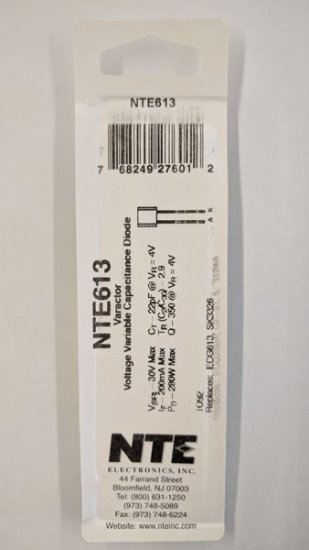 NTE613
7 68249 27601 2
A K
NTE613
Varactor
Voltage Variable Capacitance Diode
V(BR) – 30V Max CT – 22pF @ VR = 4V
IF – 200mA Max TR (C2/C30) – 2.9
PD – 280W Max Q – 350 @ VR = 4V
TO92
Replaces: ECG613, SK3326
NTE
ELECTRONICS, INC.
44 Farrand Street
Bloomfield, NJ 07003
Tel: (800) 631-1250
(973) 748-5089
Fax: (973) 748-6224
Website: www.nteinc.com